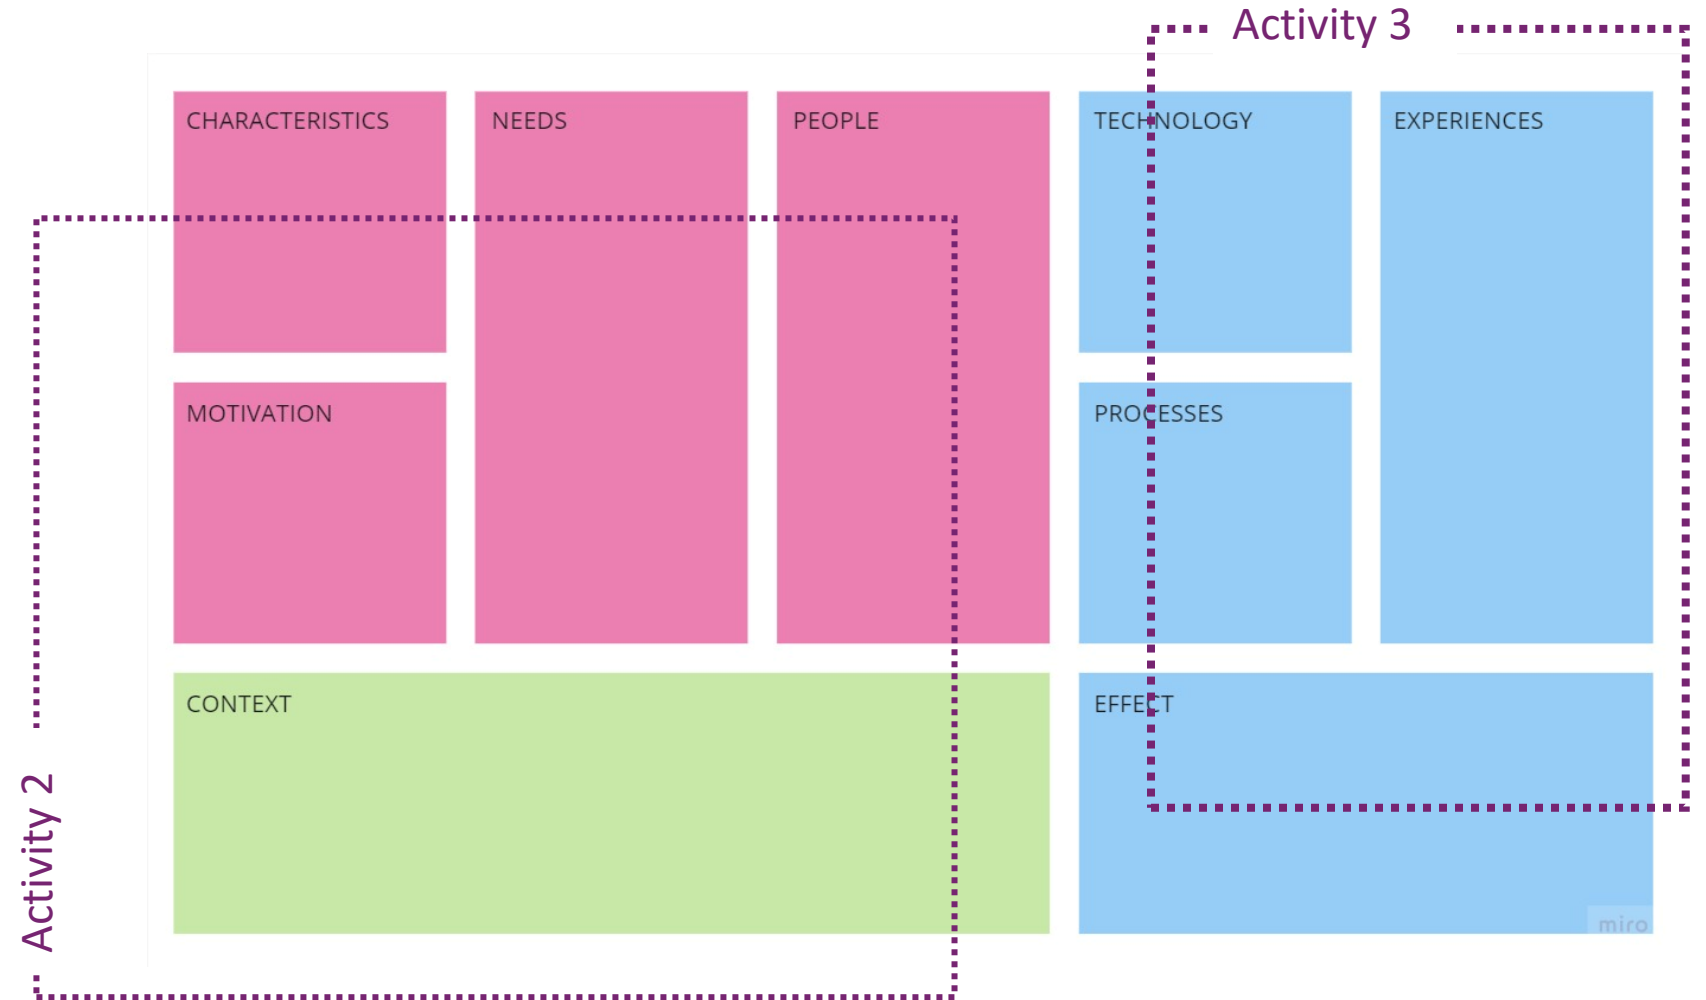 Activity 3
CHARACTERISTICS
NEEDS
PEOPLE
TECHNOLOGY
EXPERIENCES
MOTIVATION
PROCESSES
CONTEXT
EFFECT
Activity 2
miro